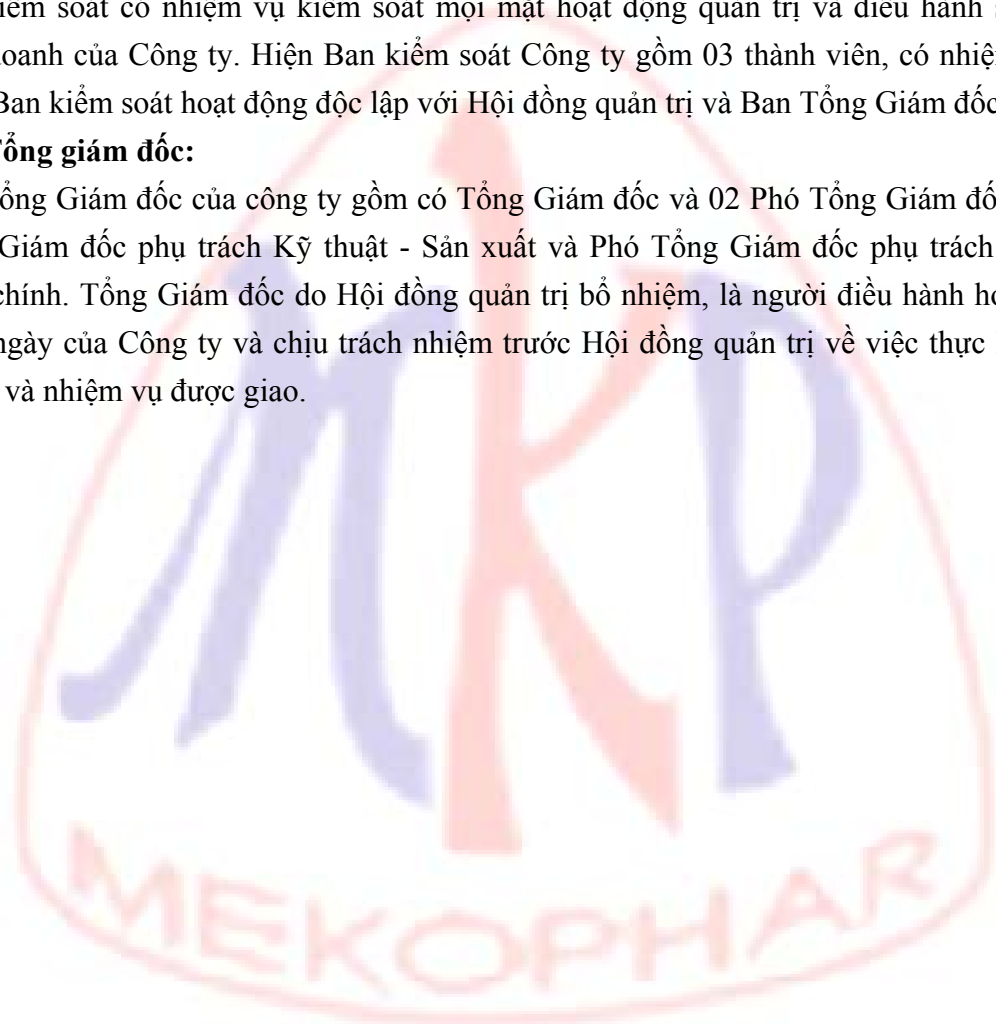 iểm soát có nhiệm vụ kiểm soát mọi mặt hoạt động quản trị và điều hành
doanh của Công ty. Hiện Ban kiểm soát Công ty gồm 03 thành viên, có nhiệm
Ban kiểm soát hoạt động độc lập với Hội đồng quản trị và Ban Tổng Giám đốc
Tổng giám đốc:
Tổng Giám đốc của công ty gồm có Tổng Giám đốc và 02 Phó Tổng Giám đốc
Giám đốc phụ trách Kỹ thuật - Sản xuất và Phó Tổng Giám đốc phụ trách
chính. Tổng Giám đốc do Hội đồng quản trị bổ nhiệm, là người điều hành
ngày của Công ty và chịu trách nhiệm trước Hội đồng quản trị về việc thực
và nhiệm vụ được giao.
MKP
MEKOPHAR